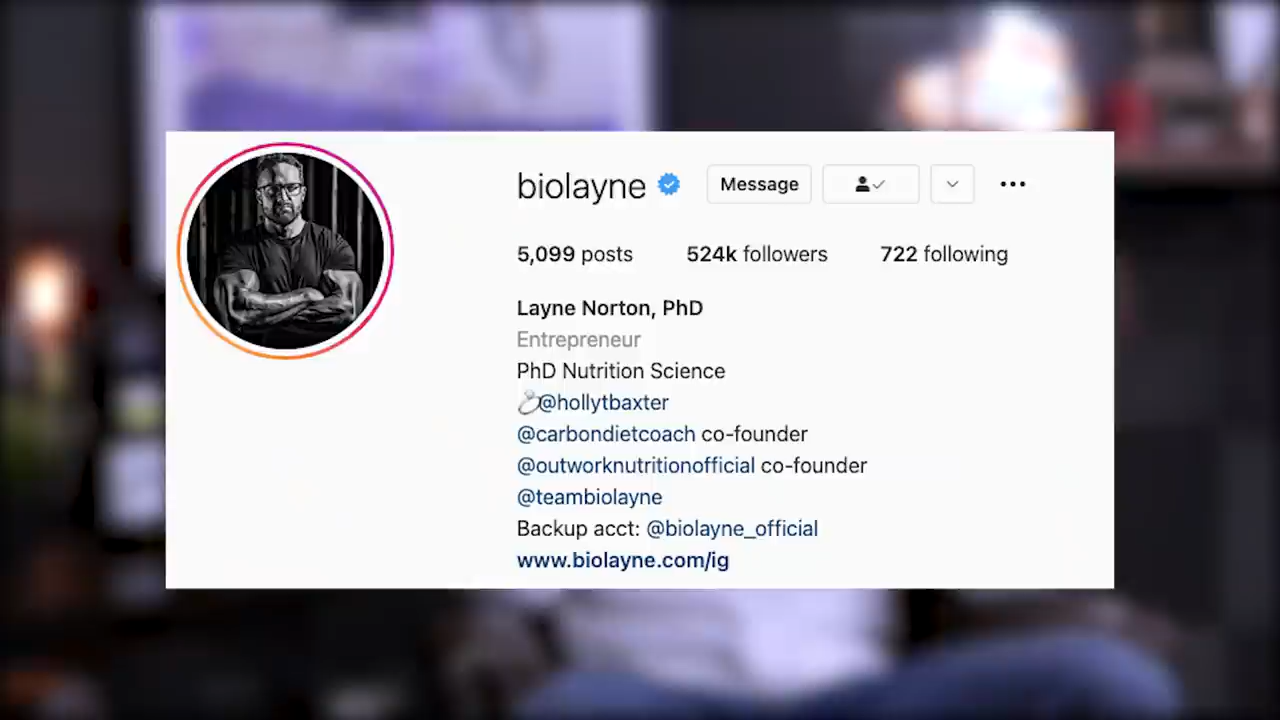 biolayne Message
5,099 posts 524k followers 722 following
Layne Norton, PhD
Entrepreneur
PhD Nutrition Science
💍@hollytbaxter
@carbondietcoach co-founder
@outworknutritionofficial co-founder
@teambiolayne
Backup acct: @biolayne_official
www.biolayne.com/ig